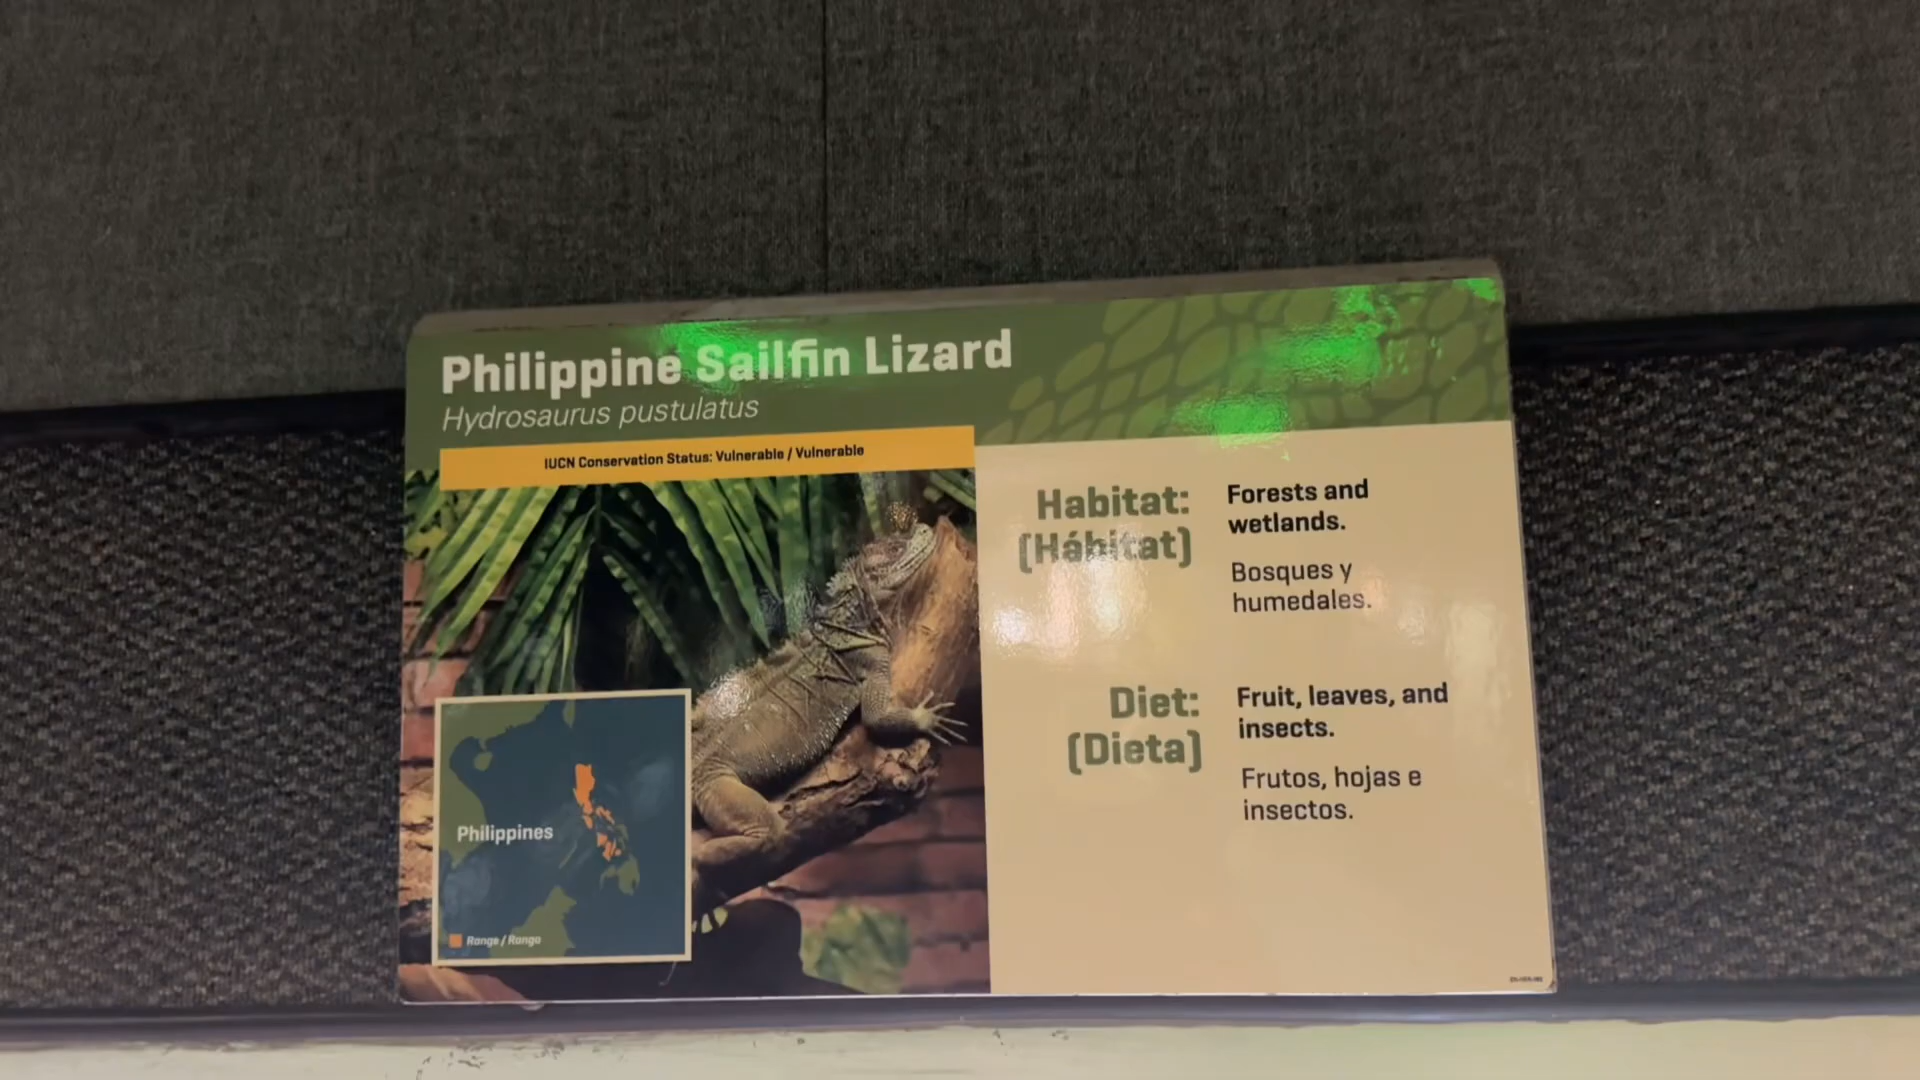 Philippine Sailfin Lizard
Hydrosaurus pustulatus
IUCN Conservation Status: Vulnerable / Vulnerable
Habitat:
(Hábitat)
Forests and
wetlands.
Bosques y
humedales.
Diet:
(Dieta)
Fruit, leaves, and
insects.
Frutos, hojas e
insectos.
Philippines
Range / Rango